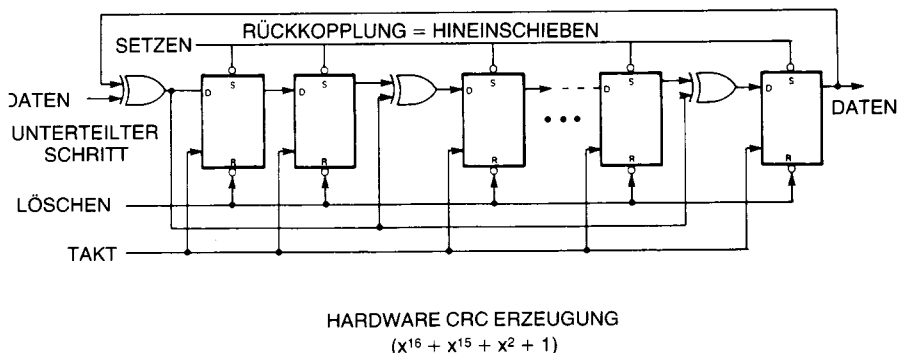 RÜCKKOPPLUNG = HINEINSCHIEBEN
SETZEN
DATEN
UNTERTEILTER
SCHRITT
D S R
D S R
D S R
D S R
D S R
DATEN
LÖSCHEN
TAKT
HARDWARE CRC ERZEUGUNG
(x¹⁶ + x¹⁵ + x² + 1)